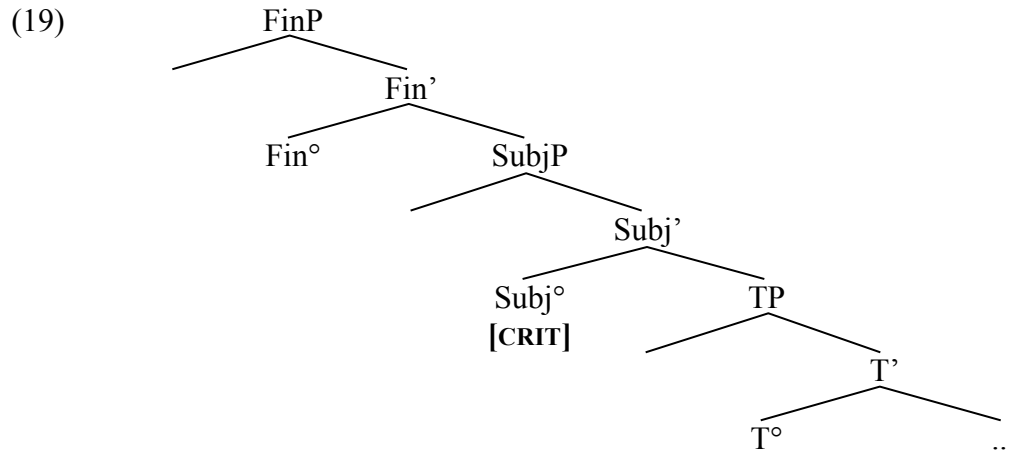 (19) FinP
Fin’
Fin° SubjP
Subj’
Subj° TP
[CRIT]
T’
T° ..